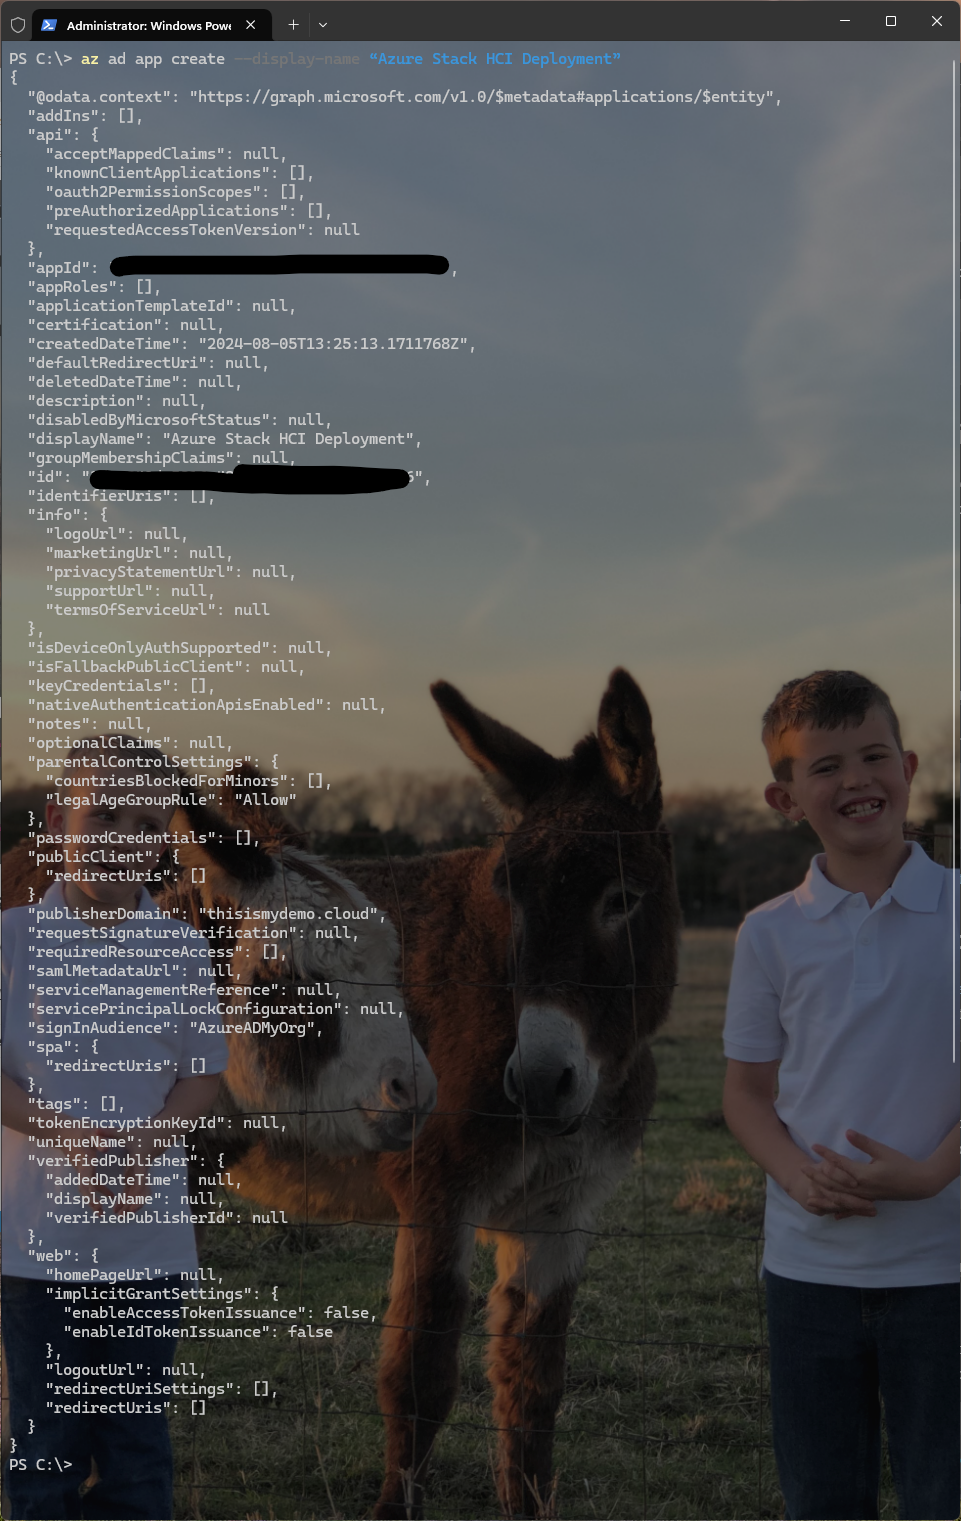 Administrator: Windows Powe
PS C:\> az ad app create --display-name “Azure Stack HCI Deployment”
{
  "@odata.context": "https://graph.microsoft.com/v1.0/$metadata#applications/$entity",
  "addIns": [],
  "api": {
    "acceptMappedClaims": null,
    "knownClientApplications": [],
    "oauth2PermissionScopes": [],
    "preAuthorizedApplications": [],
    "requestedAccessTokenVersion": null
  },
  "appId": ,
  "appRoles": [],
  "applicationTemplateId": null,
  "certification": null,
  "createdDateTime": "2024-08-05T13:25:13.1711768Z",
  "defaultRedirectUri": null,
  "deletedDateTime": null,
  "description": null,
  "disabledByMicrosoftStatus": null,
  "displayName": "Azure Stack HCI Deployment",
  "groupMembershipClaims": null,
  "id": "",
  "identifierUris": [],
  "info": {
    "logoUrl": null,
    "marketingUrl": null,
    "privacyStatementUrl": null,
    "supportUrl": null,
    "termsOfServiceUrl": null
  },
  "isDeviceOnlyAuthSupported": null,
  "isFallbackPublicClient": null,
  "keyCredentials": [],
  "nativeAuthenticationApisEnabled": null,
  "notes": null,
  "optionalClaims": null,
  "parentalControlSettings": {
    "countriesBlockedForMinors": [],
    "legalAgeGroupRule": "Allow"
  },
  "passwordCredentials": [],
  "publicClient": {
    "redirectUris": []
  },
  "publisherDomain": "thisismydemo.cloud",
  "requestSignatureVerification": null,
  "requiredResourceAccess": [],
  "samlMetadataUrl": null,
  "serviceManagementReference": null,
  "servicePrincipalLockConfiguration": null,
  "signInAudience": "AzureADMyOrg",
  "spa": {
    "redirectUris": []
  },
  "tags": [],
  "tokenEncryptionKeyId": null,
  "uniqueName": null,
  "verifiedPublisher": {
    "addedDateTime": null,
    "displayName": null,
    "verifiedPublisherId": null
  },
  "web": {
    "homePageUrl": null,
    "implicitGrantSettings": {
      "enableAccessTokenIssuance": false,
      "enableIdTokenIssuance": false
    },
    "logoutUrl": null,
    "redirectUriSettings": [],
    "redirectUris": []
  }
}
PS C:\>